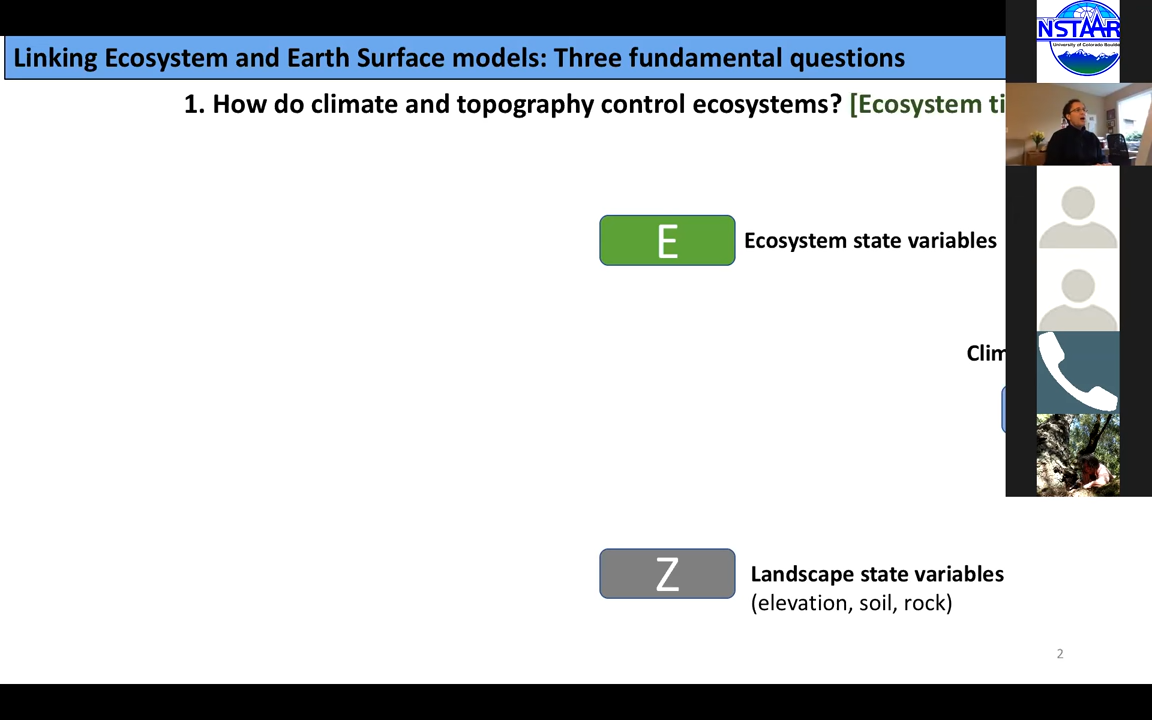 NSTAAR
University of Colorado Boulder
Linking Ecosystem and Earth Surface models: Three fundamental questions
1. How do climate and topography control ecosystems? [Ecosystem ti
E
Ecosystem state variables
Clim
Z
Landscape state variables
(elevation, soil, rock)
2